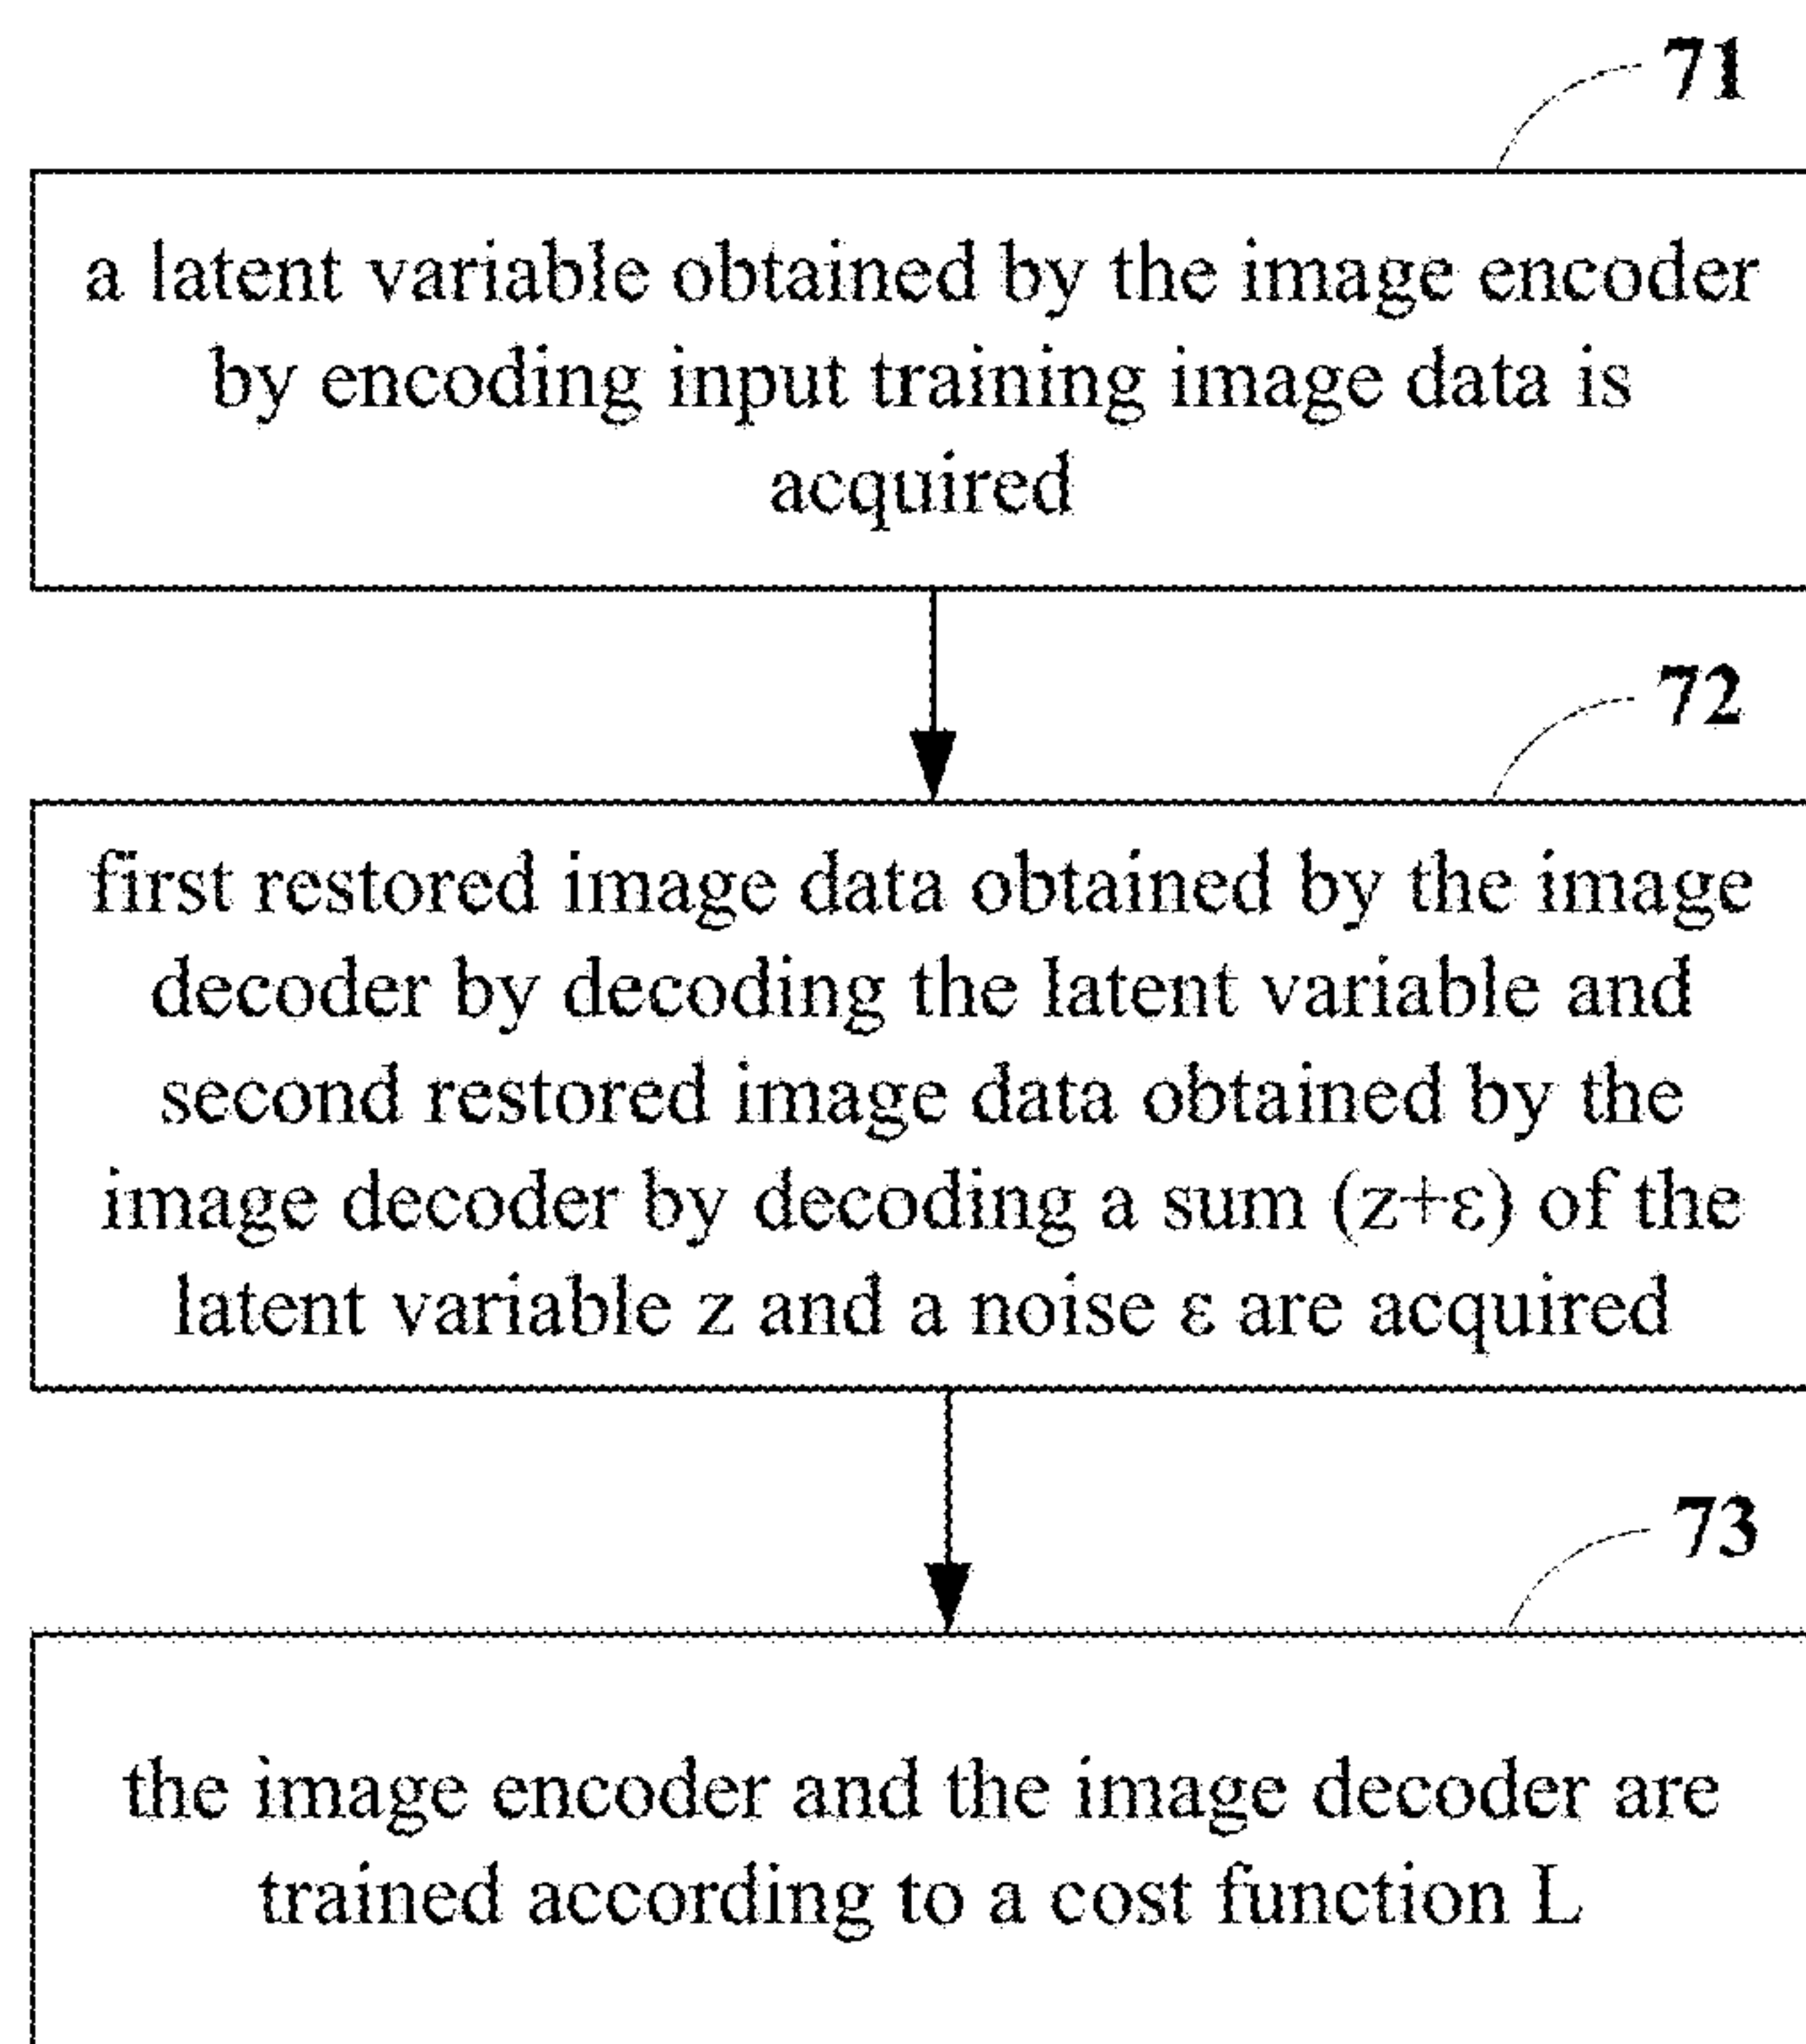 71
a latent variable obtained by the image encoder
by encoding input training image data is
acquired
72
first restored image data obtained by the image
decoder by decoding the latent variable and
second restored image data obtained by the
image decoder by decoding a sum (z+ε) of the
latent variable z and a noise ε are acquired
73
the image encoder and the image decoder are
trained according to a cost function L